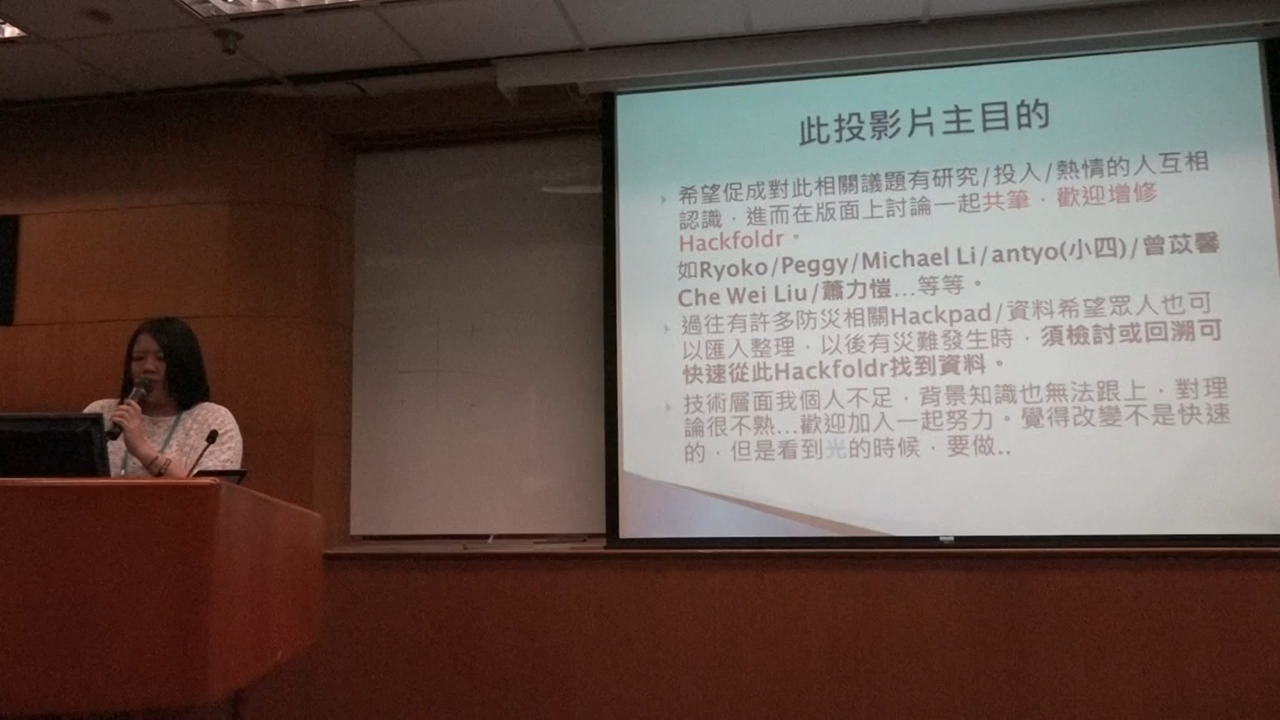 此投影片主目的
希望促成對此相關議題有研究/投入/熱情的人互相
認識，進而在版面上討論一起共筆，歡迎增修
Hackfoldr。
如Ryoko/Peggy/Michael Li/antyo(小四)/曾苡馨
Che Wei Liu/蕭力愷...等等。
過往有許多防災相關Hackpad/資料希望眾人也可
以匯入整理，以後有災難發生時，須檢討或回溯可
快速從此Hackfoldr找到資料。
技術層面我個人不足，背景知識也無法跟上，對理
論很不熟...歡迎加入一起努力。覺得改變不是快速
的，但是看到光的時候，要做..